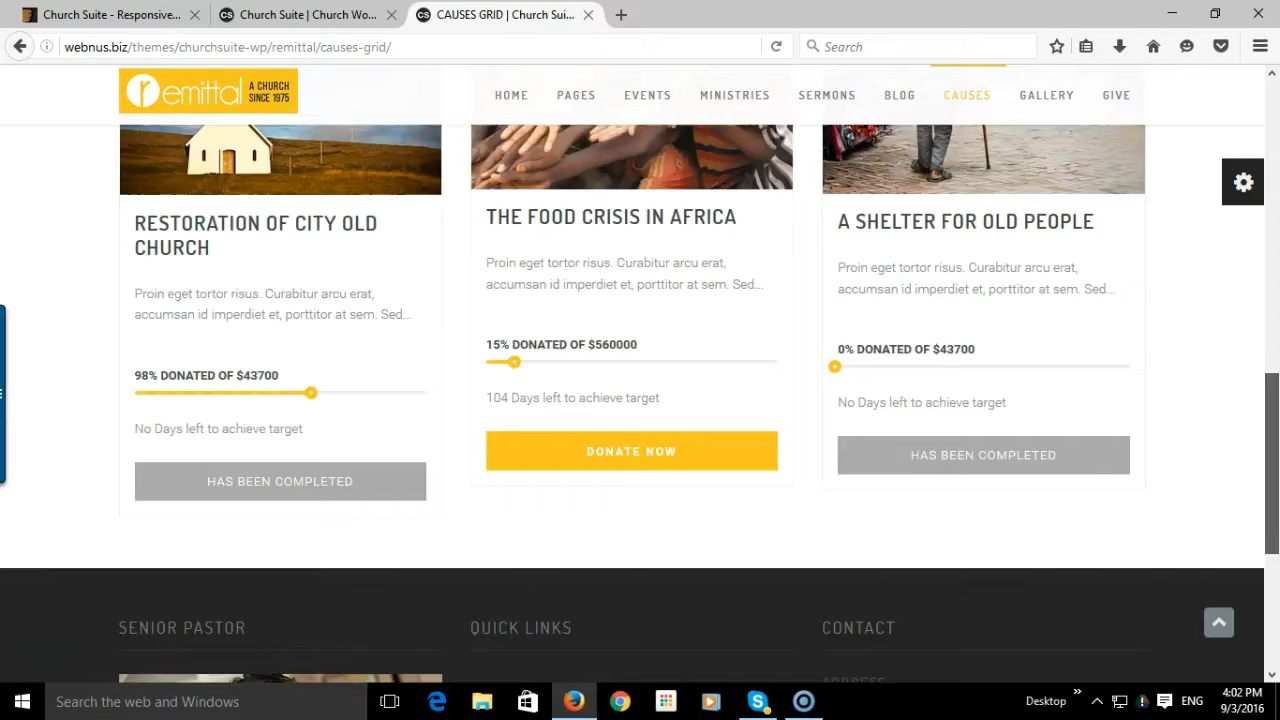 Church Suite - Responsive...
Church Suite | Church Wo...
CAUSES GRID | Church Sui...
webnus.biz/themes/churchsuite-wp/remittal/causes-grid/
Search
remittal A CHURCH SINCE 1975
HOME PAGES EVENTS MINISTRIES SERMONS BLOG CAUSES GALLERY GIVE
RESTORATION OF CITY OLD
CHURCH
Proin eget tortor risus. Curabitur arcu erat,
accumsan id imperdiet et, porttitor at sem. Sed...
98% DONATED OF $43700
No Days left to achieve target
HAS BEEN COMPLETED
THE FOOD CRISIS IN AFRICA
Proin eget tortor risus. Curabitur arcu erat,
accumsan id imperdiet et, porttitor at sem. Sed...
15% DONATED OF $560000
104 Days left to achieve target
DONATE NOW
A SHELTER FOR OLD PEOPLE
Proin eget tortor risus. Curabitur arcu erat,
accumsan id imperdiet et, porttitor at sem. Sed...
0% DONATED OF $43700
No Days left to achieve target
HAS BEEN COMPLETED
SENIOR PASTOR
QUICK LINKS
CONTACT
ADDRESS
Search the web and Windows
Desktop
ENG
4:02 PM
9/3/2016